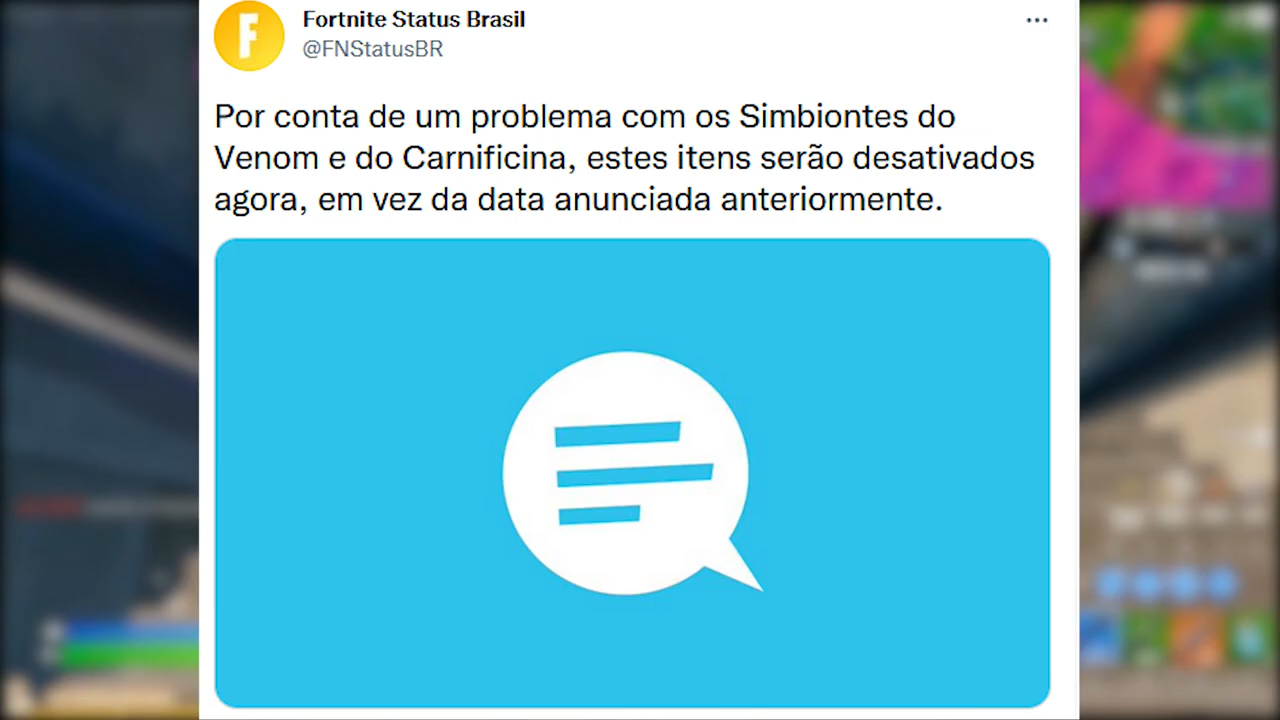 Fortnite Status Brasil
@FNStatusBR
Por conta de um problema com os Simbiontes do
Venom e do Carnificina, estes itens serão desativados
agora, em vez da data anunciada anteriormente.